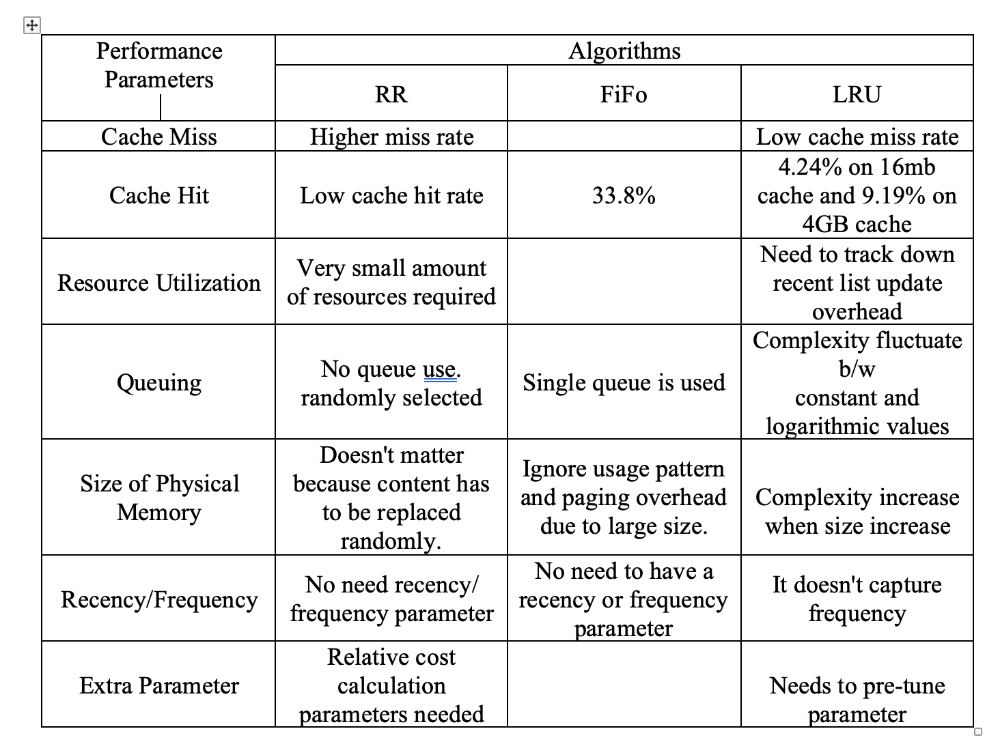 Performance
Parameters
Algorithms
RR
FiFo
LRU
Cache Miss
Higher miss rate
Low cache miss rate
Cache Hit
Low cache hit rate
33.8%
4.24% on 16mb
cache and 9.19% on
4GB cache
Resource Utilization
Very small amount
of resources required
Need to track down
recent list update
overhead
Queuing
No queue use.
randomly selected
Single queue is used
Complexity fluctuate
b/w
constant and
logarithmic values
Size of Physical
Memory
Doesn't matter
because content has
to be replaced
randomly.
Ignore usage pattern
and paging overhead
due to large size.
Complexity increase
when size increase
Recency/Frequency
No need recency/
frequency parameter
No need to have a
recency or frequency
parameter
It doesn't capture
frequency
Extra Parameter
Relative cost
calculation
parameters needed
Needs to pre-tune
parameter